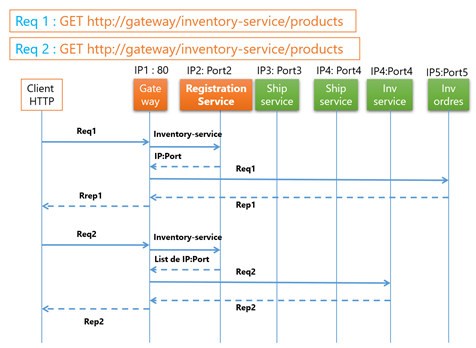 Req 1 : GET http://gateway/inventory-service/products
Req 2 : GET http://gateway/inventory-service/products
IP1 : 80 IP2: Port2 IP3: Port3 IP4: Port4 IP4:Port4 IP5:Port5
Client HTTP
Gate way
Registration Service
Ship service
Ship service
Inv service
Inv ordres
Req1
Inventory-service
IP:Port
Req1
Rrep1
Rep1
Req2
Inventory-service
List de IP:Port
Req2
Rep2
Rep2